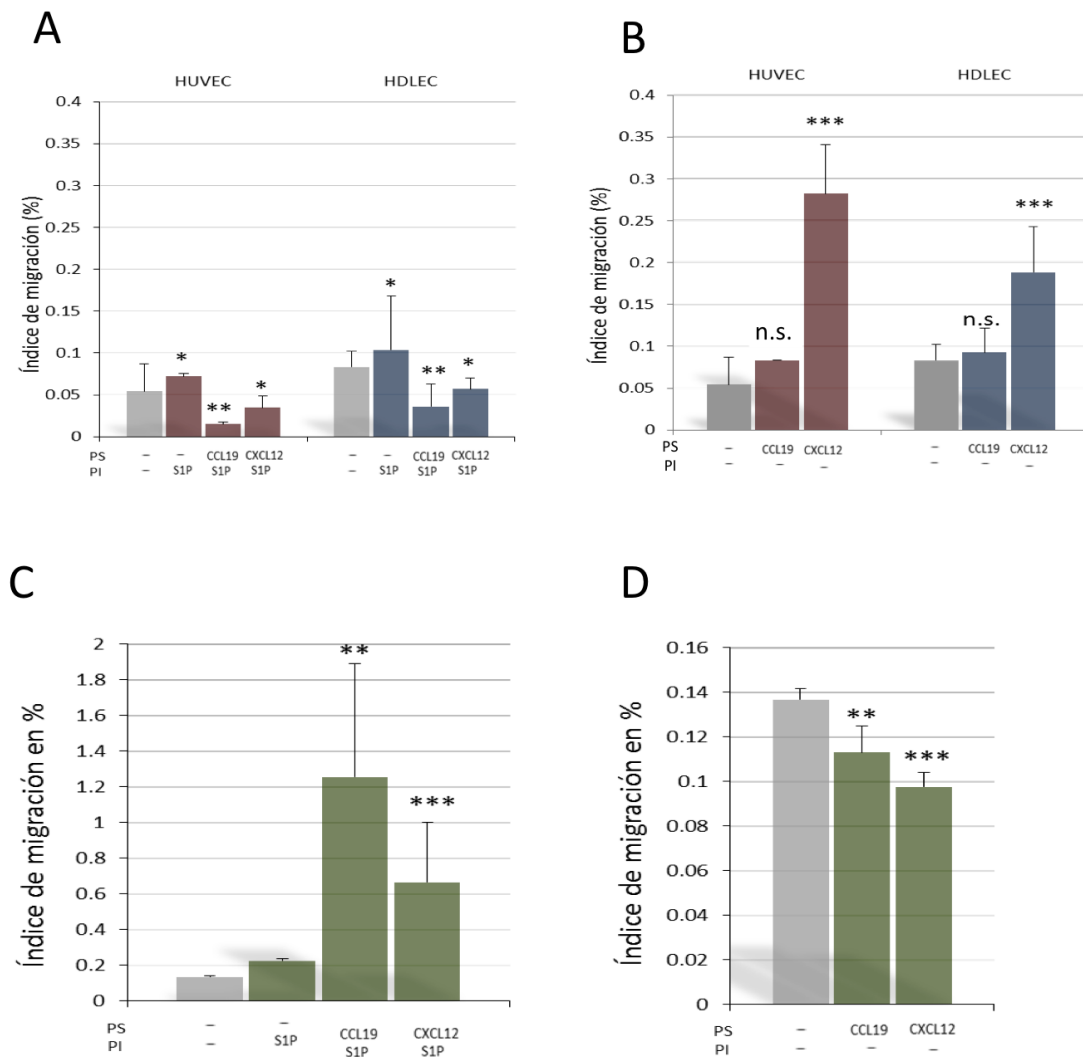 A
HUVEC HDLEC
Índice de migración (%)
0.4
0.35
0.3
0.25
0.2
0.15
0.1
0.05
0
* ** * * ** *
PS – – CCL19 CXCL12 – – CCL19 CXCL12
PI – S1P S1P S1P – S1P S1P S1P
B
HUVEC HDLEC
Índice de migración (%)
0.4
0.35
0.3
0.25
0.2
0.15
0.1
0.05
0
n.s. *** n.s. ***
PS – CCL19 CXCL12 – CCL19 CXCL12
PI – – – – – –
C
Índice de migración en %
2
1.8
1.6
1.4
1.2
1
0.8
0.6
0.4
0.2
0
** ***
PS – – CCL19 CXCL12
PI – S1P S1P S1P
D
Índice de migración en %
0.16
0.14
0.12
0.1
0.08
0.06
0.04
0.02
0
** ***
PS – CCL19 CXCL12
PI – – –